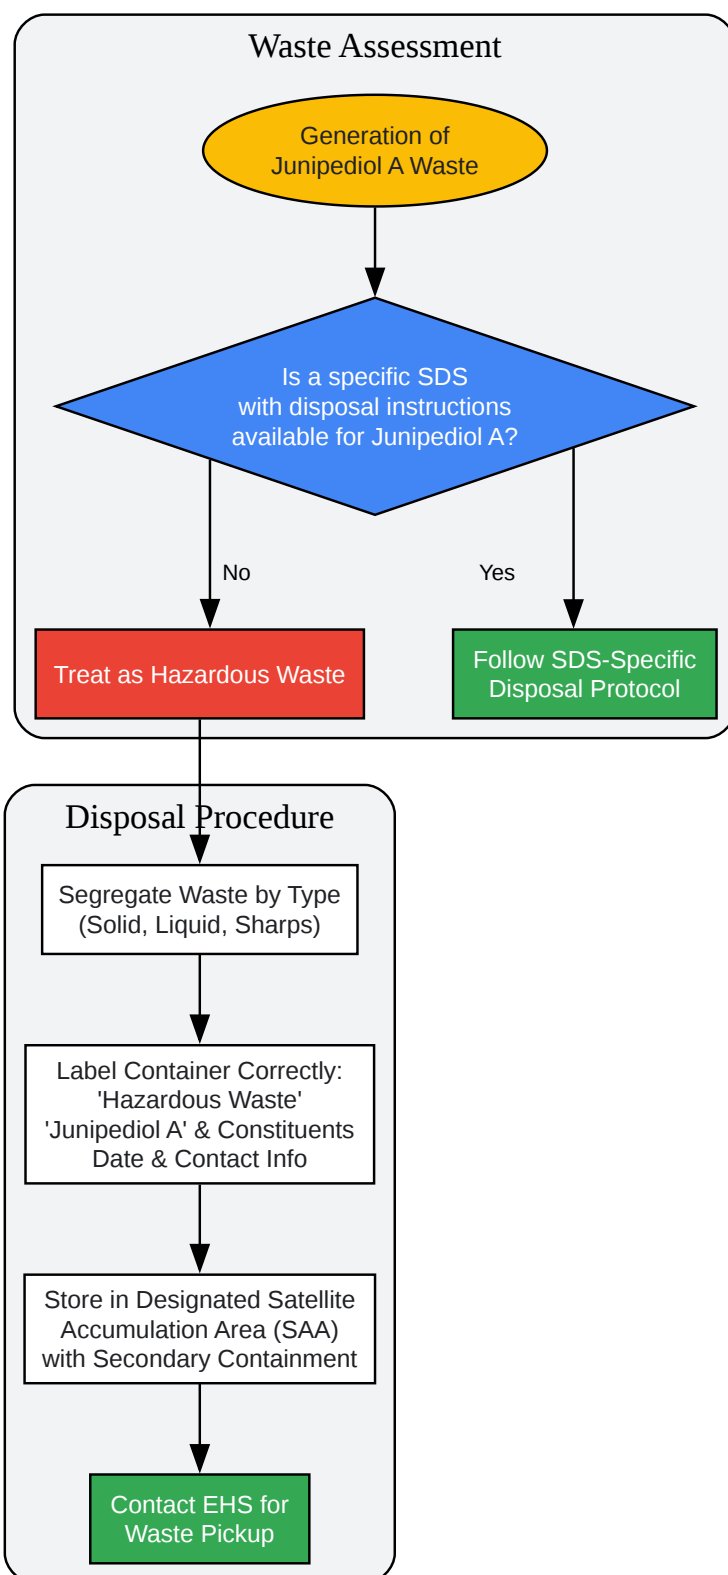 Waste Assessment
Generation of
Junipediol A Waste
Is a specific SDS
with disposal instructions
available for Junipediol A?
No
Yes
Treat as Hazardous Waste
Follow SDS-Specific
Disposal Protocol
Disposal Procedure
Segregate Waste by Type
(Solid, Liquid, Sharps)
Label Container Correctly:
'Hazardous Waste'
'Junipediol A' & Constituents
Date & Contact Info
Store in Designated Satellite
Accumulation Area (SAA)
with Secondary Containment
Contact EHS for
Waste Pickup